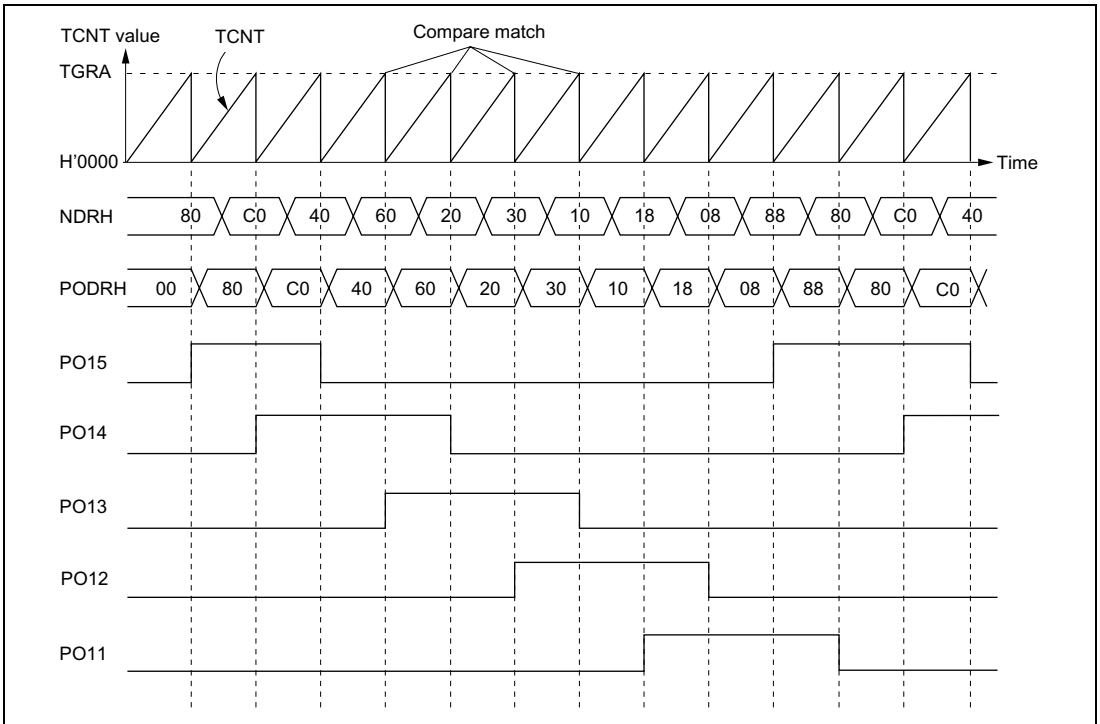 TCNT value
TCNT
Compare match
TGRA
H'0000
Time
NDRH 80 C0 40 60 20 30 10 18 08 88 80 C0 40
PODRH 00 80 C0 40 60 20 30 10 18 08 88 80 C0
PO15
PO14
PO13
PO12
PO11